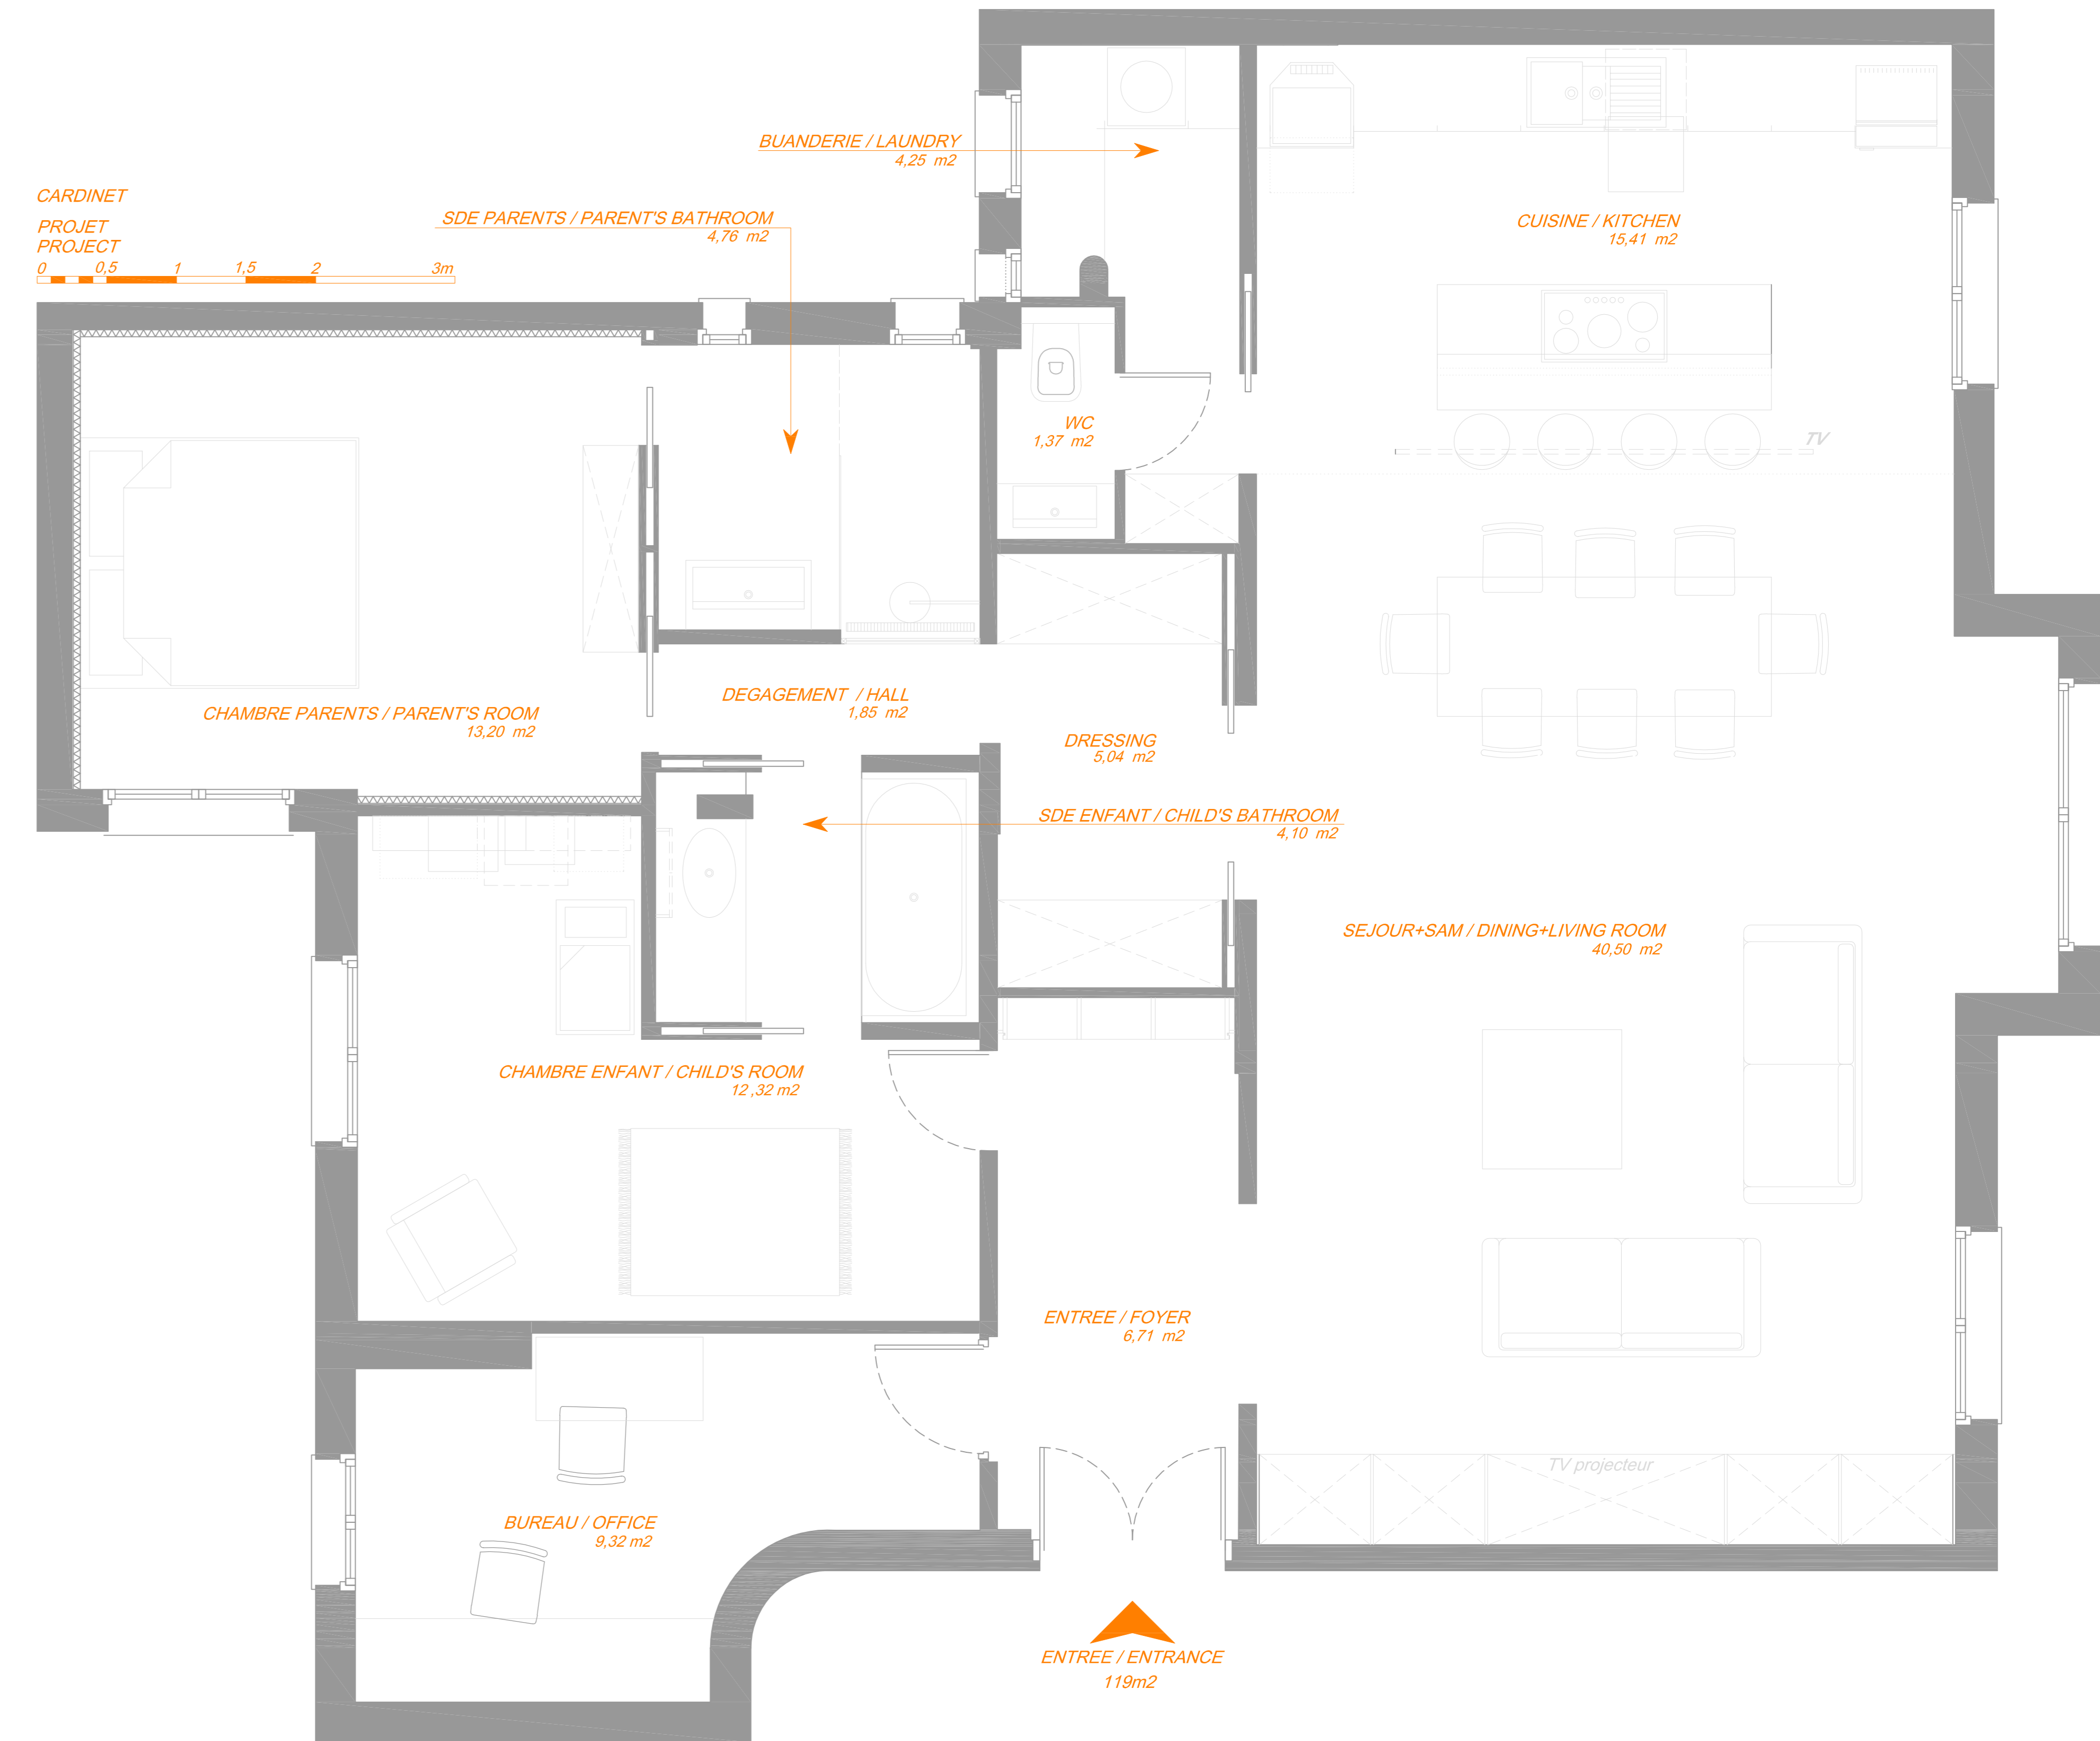 BUANDERIE / LAUNDRY
4,25 m2
CARDINET
PROJET
PROJECT
0 0,5 1 1,5 2 3m
SDE PARENTS / PARENT'S BATHROOM
4,76 m2
CUISINE / KITCHEN
15,41 m2
WC
1,37 m2
TV
CHAMBRE PARENTS / PARENT'S ROOM
13,20 m2
DEGAGEMENT / HALL
1,85 m2
DRESSING
5,04 m2
SDE ENFANT / CHILD'S BATHROOM
4,10 m2
SEJOUR+SAM / DINING+LIVING ROOM
40,50 m2
CHAMBRE ENFANT / CHILD'S ROOM
12 ,32 m2
ENTREE / FOYER
6,71 m2
TV projecteur
BUREAU / OFFICE
9,32 m2
ENTREE / ENTRANCE
119m2